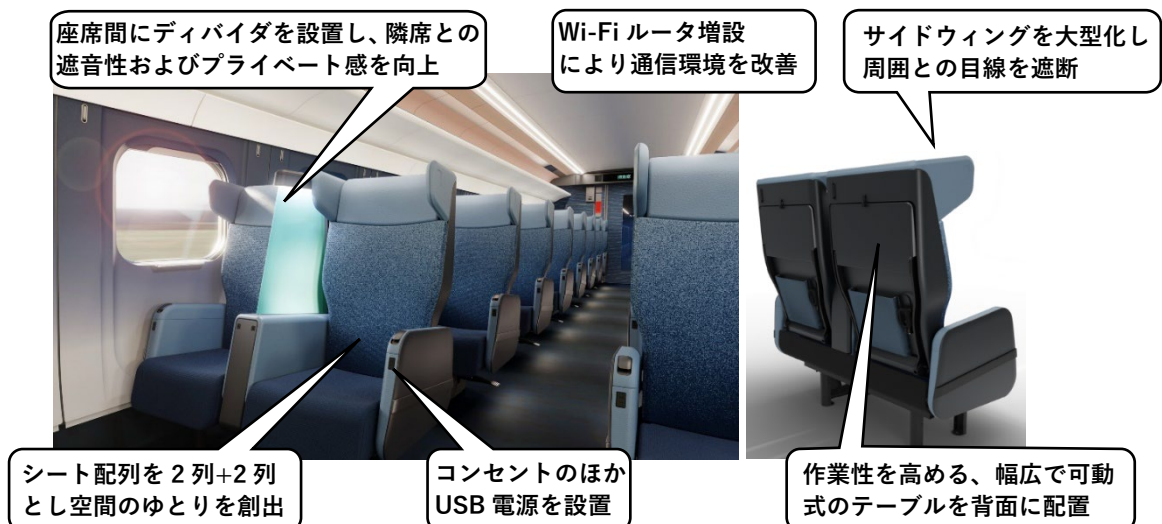 座席間にディバイダを設置し、隣席との
遮音性およびプライベート感を向上
Wi-Fi ルータ増設
により通信環境を改善
サイドウィングを大型化し
周囲との目線を遮断
シート配列を 2 列+2 列
とし空間のゆとりを創出
コンセントのほか
USB 電源を設置
作業性を高める、幅広で可動
式のテーブルを背面に配置